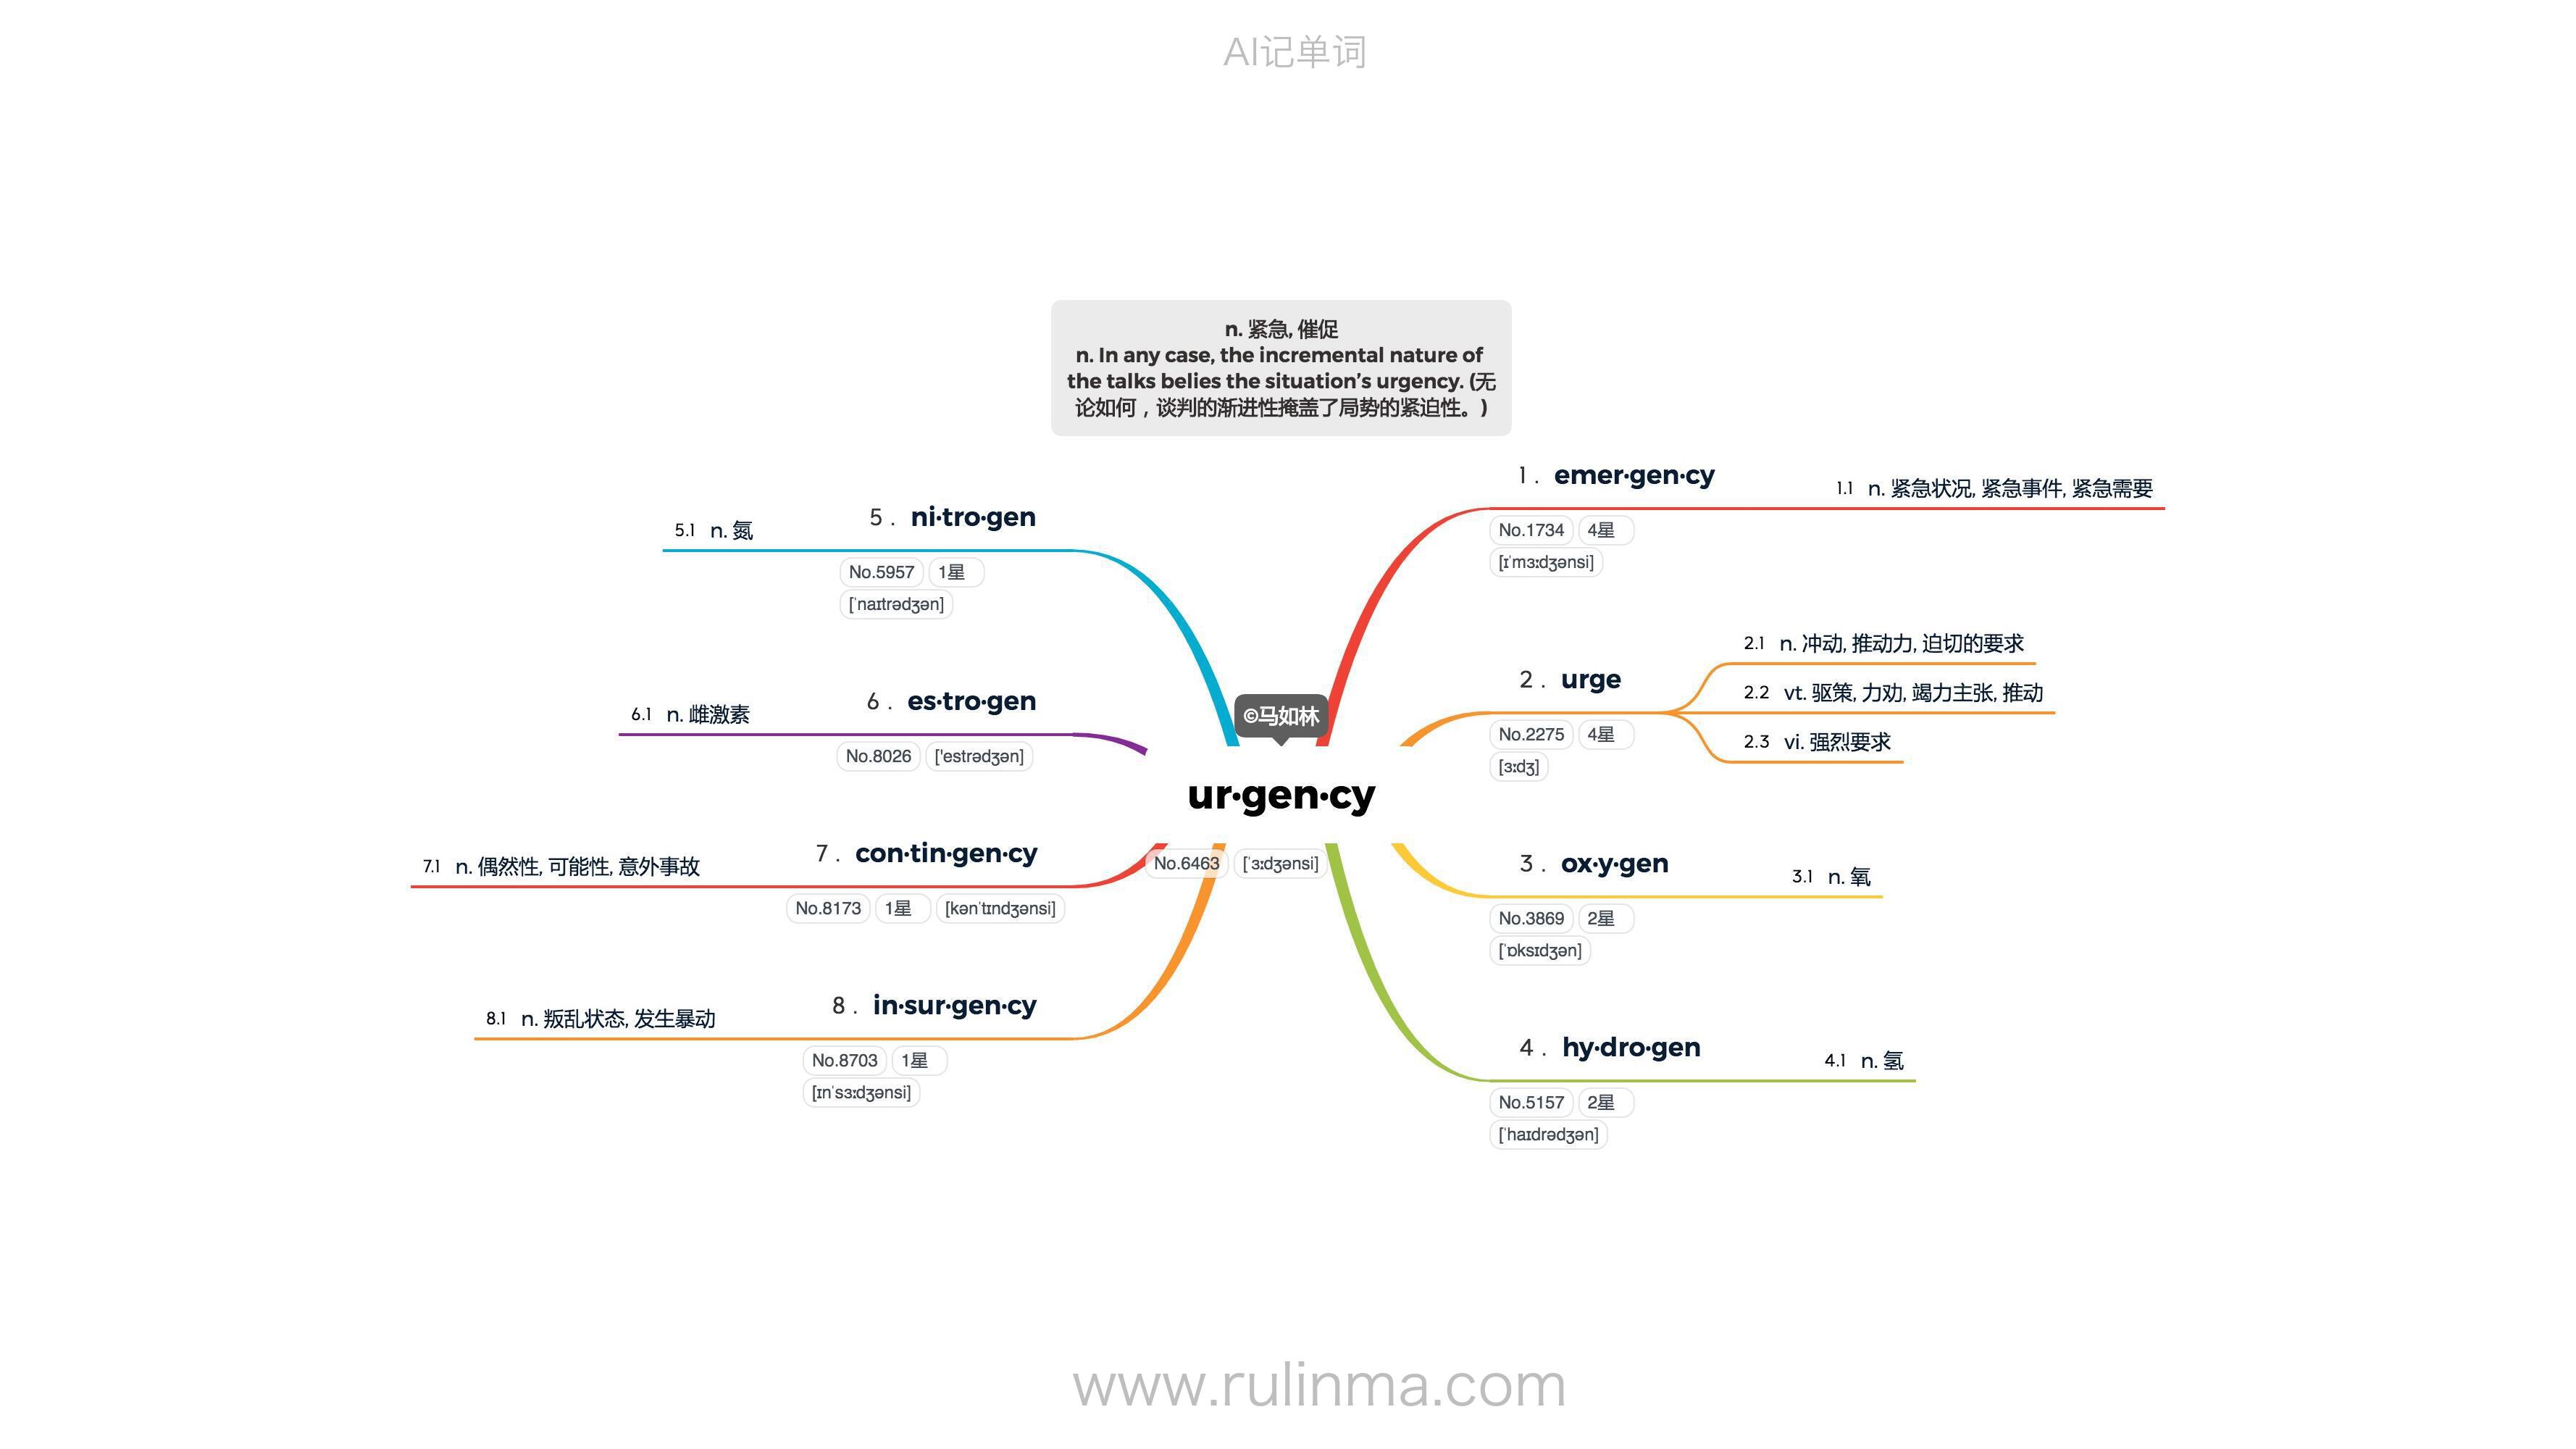 AI记单词
n. 紧急, 催促
n. In any case, the incremental nature of
the talks belies the situation’s urgency. (无
论如何，谈判的渐进性掩盖了局势的紧迫性。)
©马如林
ur·gen·cy
No.6463 [ˈɜːdʒənsi]
1. emer·gen·cy
No.1734 4星
[ɪˈmɜːdʒənsi]
1.1 n. 紧急状况, 紧急事件, 紧急需要
2. urge
No.2275 4星
[ɜːdʒ]
2.1 n. 冲动, 推动力, 迫切的要求
2.2 vt. 驱策, 力劝, 竭力主张, 推动
2.3 vi. 强烈要求
3. ox·y·gen
No.3869 2星
[ˈɒksɪdʒən]
3.1 n. 氧
4. hy·dro·gen
No.5157 2星
[ˈhaɪdrədʒən]
4.1 n. 氢
5. ni·tro·gen
No.5957 1星
[ˈnaɪtrədʒən]
5.1 n. 氮
6. es·tro·gen
No.8026 ['estrədʒən]
6.1 n. 雌激素
7. con·tin·gen·cy
No.8173 1星 [kənˈtɪndʒənsi]
7.1 n. 偶然性, 可能性, 意外事故
8. in·sur·gen·cy
No.8703 1星
[ɪnˈsɜːdʒənsi]
8.1 n. 叛乱状态, 发生暴动
www.rulinma.com